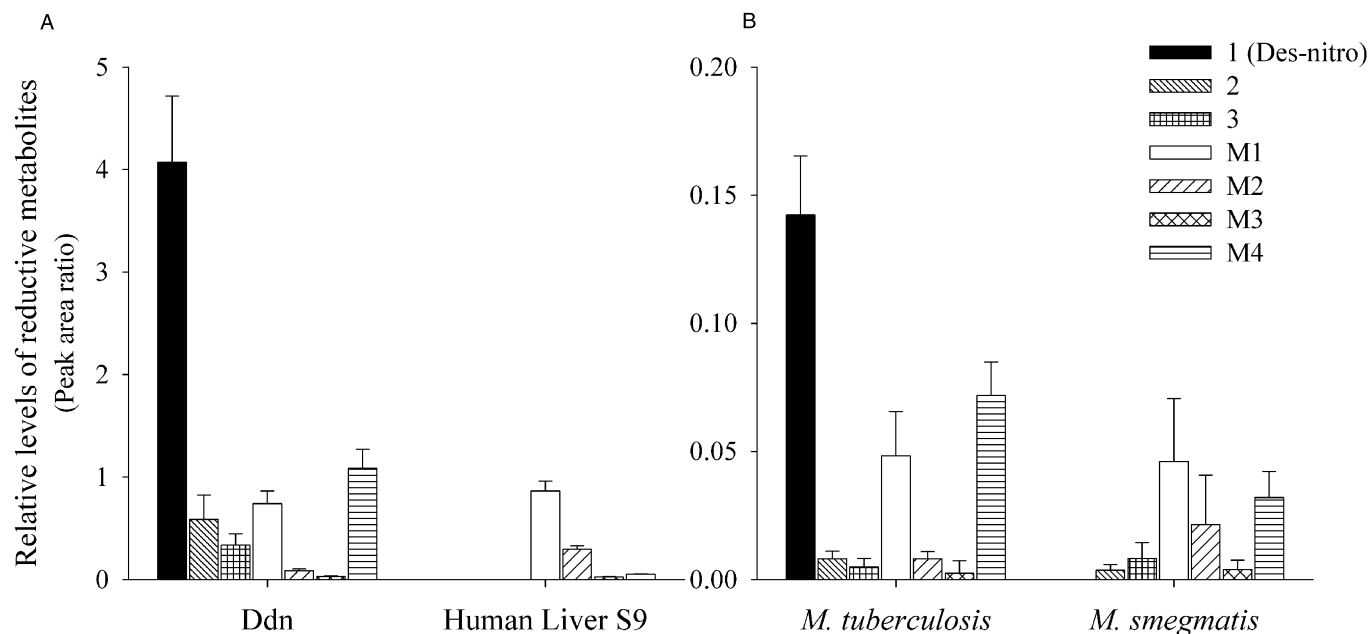 A
B
Relative levels of reductive metabolites
(Peak area ratio)
5
4
3
2
1
0
Ddn
Human Liver S9
0.20
0.15
0.10
0.05
0.00
M. tuberculosis
M. smegmatis
1 (Des-nitro)
2
3
M1
M2
M3
M4